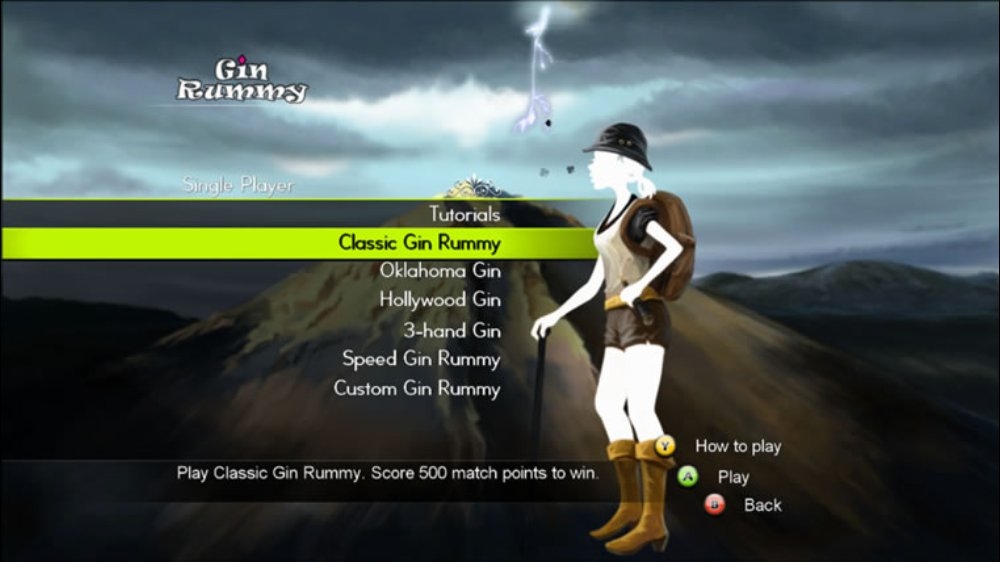 Gin
Rummy
Single Player
Tutorials
Classic Gin Rummy
Oklahoma Gin
Hollywood Gin
3-hand Gin
Speed Gin Rummy
Custom Gin Rummy
Y How to play
Play Classic Gin Rummy. Score 500 match points to win.
A Play
B Back